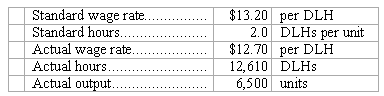 Standard wage rate.................. $13.20 per DLH
Standard hours........................ 2.0 DLHs per unit
Actual wage rate..................... $12.70 per DLH
Actual hours........................... 12,610 DLHs
Actual output.......................... 6,500 units